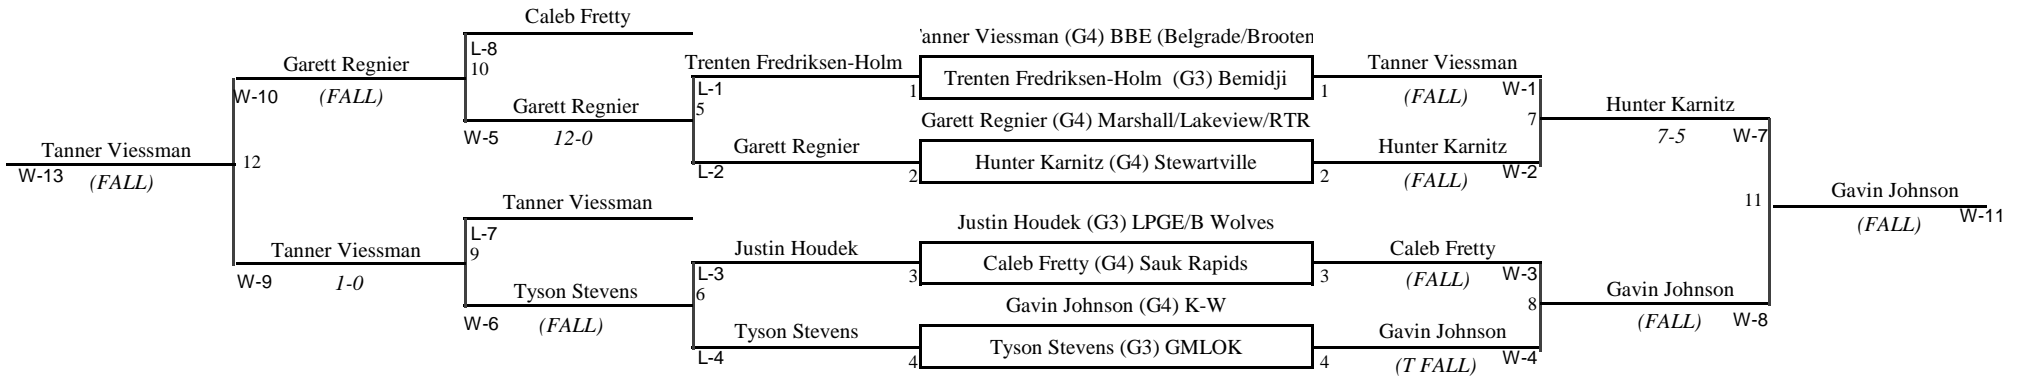 Caleb Fretty
L-8
10
Garett Regnier
W-10
(FALL)
Garett Regnier
W-5
12-0
Trenten Fredriksen-Holm
L-1
1
5
Garett Regnier
L-2
2
Tanner Viessman
W-13
(FALL)
12
Tanner Viessman
L-7
9
Tanner Viessman
W-9
1-0
Tyson Stevens
W-6
(FALL)
Justin Houdek
L-3
3
6
Tyson Stevens
L-4
4
anner Viessman (G4) BBE (Belgrade/Brooten
Trenten Fredriksen-Holm (G3) Bemidji
Garett Regnier (G4) Marshall/Lakeview/RTR
Hunter Karnitz (G4) Stewartville
Justin Houdek (G3) LPGE/B Wolves
Caleb Fretty (G4) Sauk Rapids
Gavin Johnson (G4) K-W
Tyson Stevens (G3) GMLOK
Tanner Viessman
1
(FALL)
W-1
7
Hunter Karnitz
2
(FALL)
W-2
Hunter Karnitz
7-5
W-7
Caleb Fretty
3
(FALL)
W-3
8
Gavin Johnson
4
(T FALL)
W-4
Gavin Johnson
(FALL)
W-8
11
Gavin Johnson
(FALL)
W-11